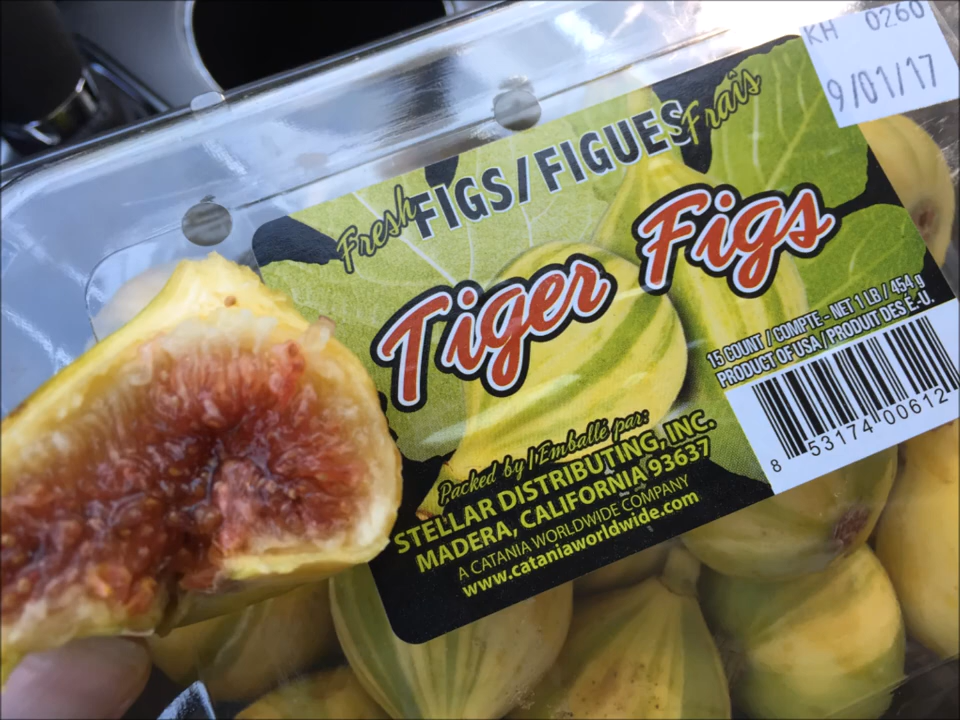 KH 0260
9/01/17
Fresh FIGS/FIGUES Frais
Tiger Figs
15 COUNT / COMPTE - NET 1 LB / 454 g
PRODUCT OF USA / PRODUIT DES É.-U.
8 53174 00612
Packed by / Emballé par:
STELLAR DISTRIBUTING, INC.
MADERA, CALIFORNIA 93637
A CATANIA WORLDWIDE COMPANY
www.cataniaworldwide.com